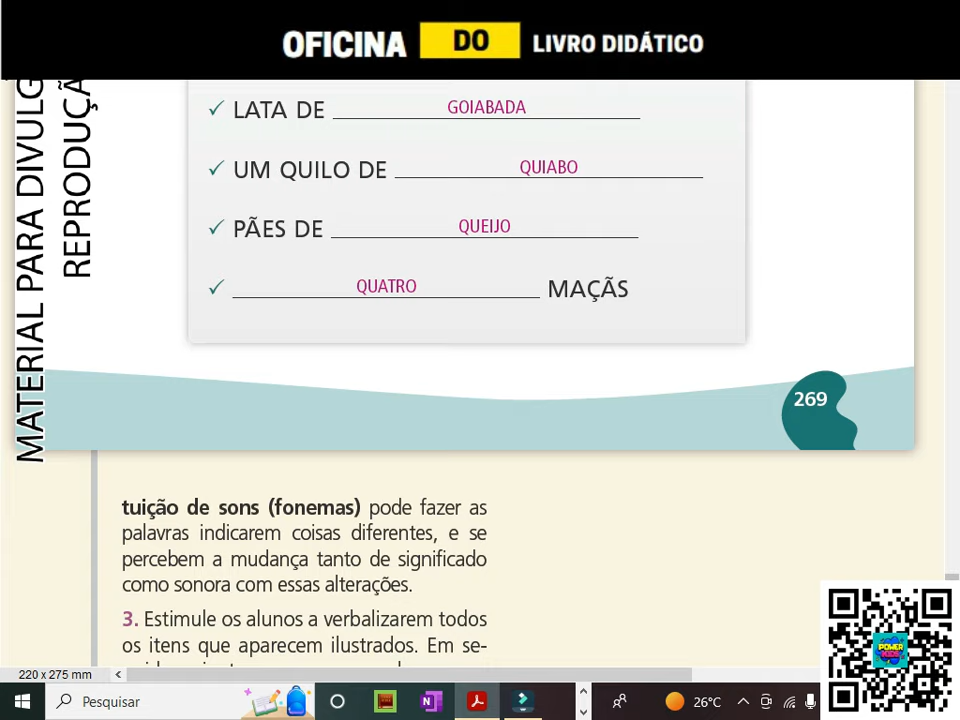 OFICINA DO LIVRO DIDÁTICO
MATERIAL PARA DIVULG
REPRODUÇÃ
✓ LATA DE GOIABADA
✓ UM QUILO DE QUIABO
✓ PÃES DE QUEIJO
✓ QUATRO MAÇÃS
269
tuição de sons (fonemas) pode fazer as
palavras indicarem coisas diferentes, e se
percebem a mudança tanto de significado
como sonora com essas alterações.
3. Estimule os alunos a verbalizarem todos
os itens que aparecem ilustrados. Em se-
220 x 275 mm
Pesquisar
26°C
POWER KIDS